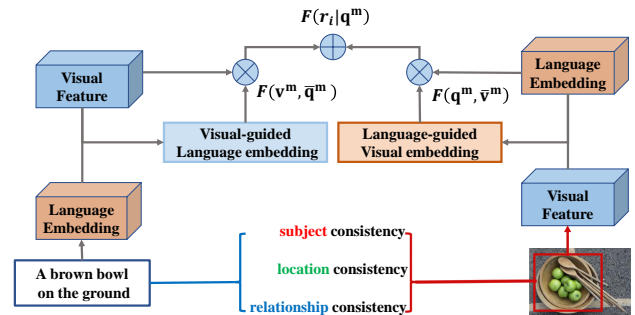 F(r_i|q^m)
Visual
Feature
F(v^m, q̄^m)
F(q^m, v̄^m)
Language
Embedding
Visual-guided
Language embedding
Language-guided
Visual embedding
Language
Embedding
Visual
Feature
A brown bowl
on the ground
subject consistency
location consistency
relationship consistency